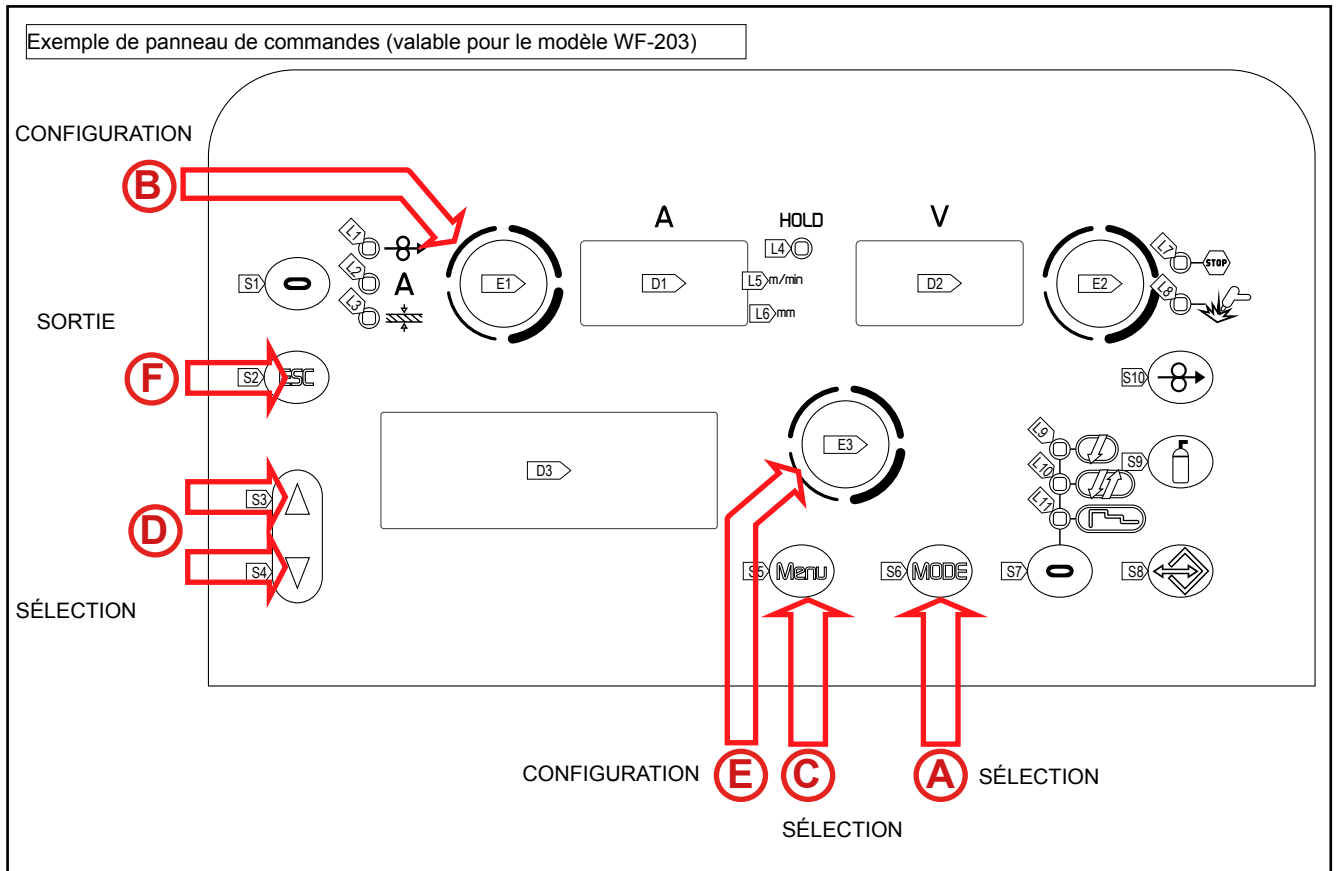 Exemple de panneau de commandes (valable pour le modèle WF-203)
CONFIGURATION
B
A
HOLD
V
L1
L2
L3
A
L4
L5 m/min
L6 mm
L7
STOP
L8
S1
E1
D1
D2
E2
SORTIE
F
S2
ESC
S10
E3
D3
L9
L10
L11
S9
S3
D
S4
S5
Menu
S6
MODE
S7
S8
SÉLECTION
CONFIGURATION
E
C
A
SÉLECTION
SÉLECTION